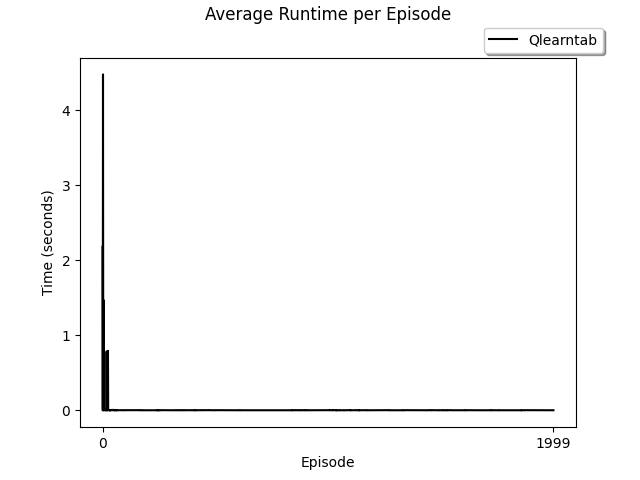 Average Runtime per Episode
Qlearntab
4
3
2
1
0
Time (seconds)
0 1999
Episode